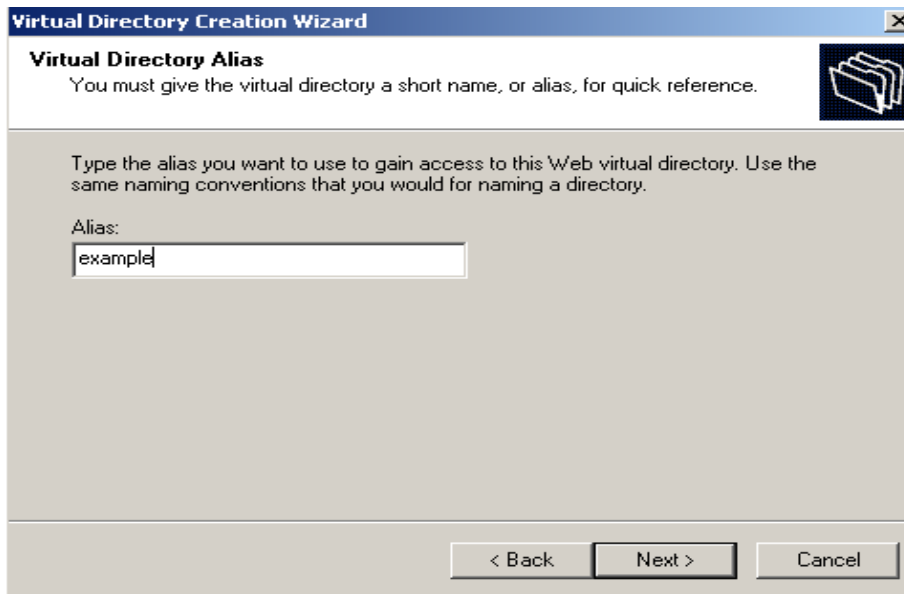 Virtual Directory Creation Wizard
Virtual Directory Alias
You must give the virtual directory a short name, or alias, for quick reference.
Type the alias you want to use to gain access to this Web virtual directory. Use the
same naming conventions that you would for naming a directory.
Alias:
example
< Back Next > Cancel